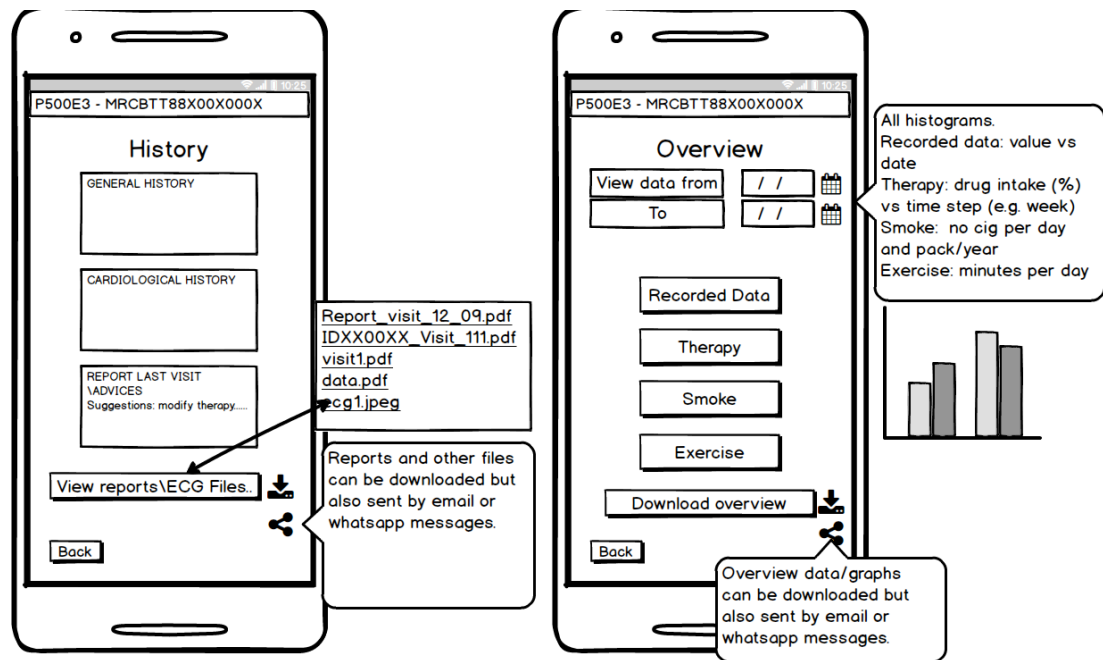 10:25
P500E3 - MRCBTT88X00X000X
History
GENERAL HISTORY
CARDIOLOGICAL HISTORY
REPORT LAST VISIT
\ADVICES
Suggestions: modify therapy......
View reports\ECG Files..
Back
Report_visit_12_09.pdf
IDXX00XX_Visit_111.pdf
visit1.pdf
data.pdf
ecg1.jpeg
Reports and other files
can be downloaded but
also sent by email or
whatsapp messages.
10:25
P500E3 - MRCBTT88X00X000X
Overview
View data from
/ /
To
/ /
Recorded Data
Therapy
Smoke
Exercise
Download overview
Back
All histograms.
Recorded data: value vs
date
Therapy: drug intake (%)
vs time step (e.g. week)
Smoke: no cig per day
and pack/year
Exercise: minutes per day
Overview data/graphs
can be downloaded but
also sent by email or
whatsapp messages.